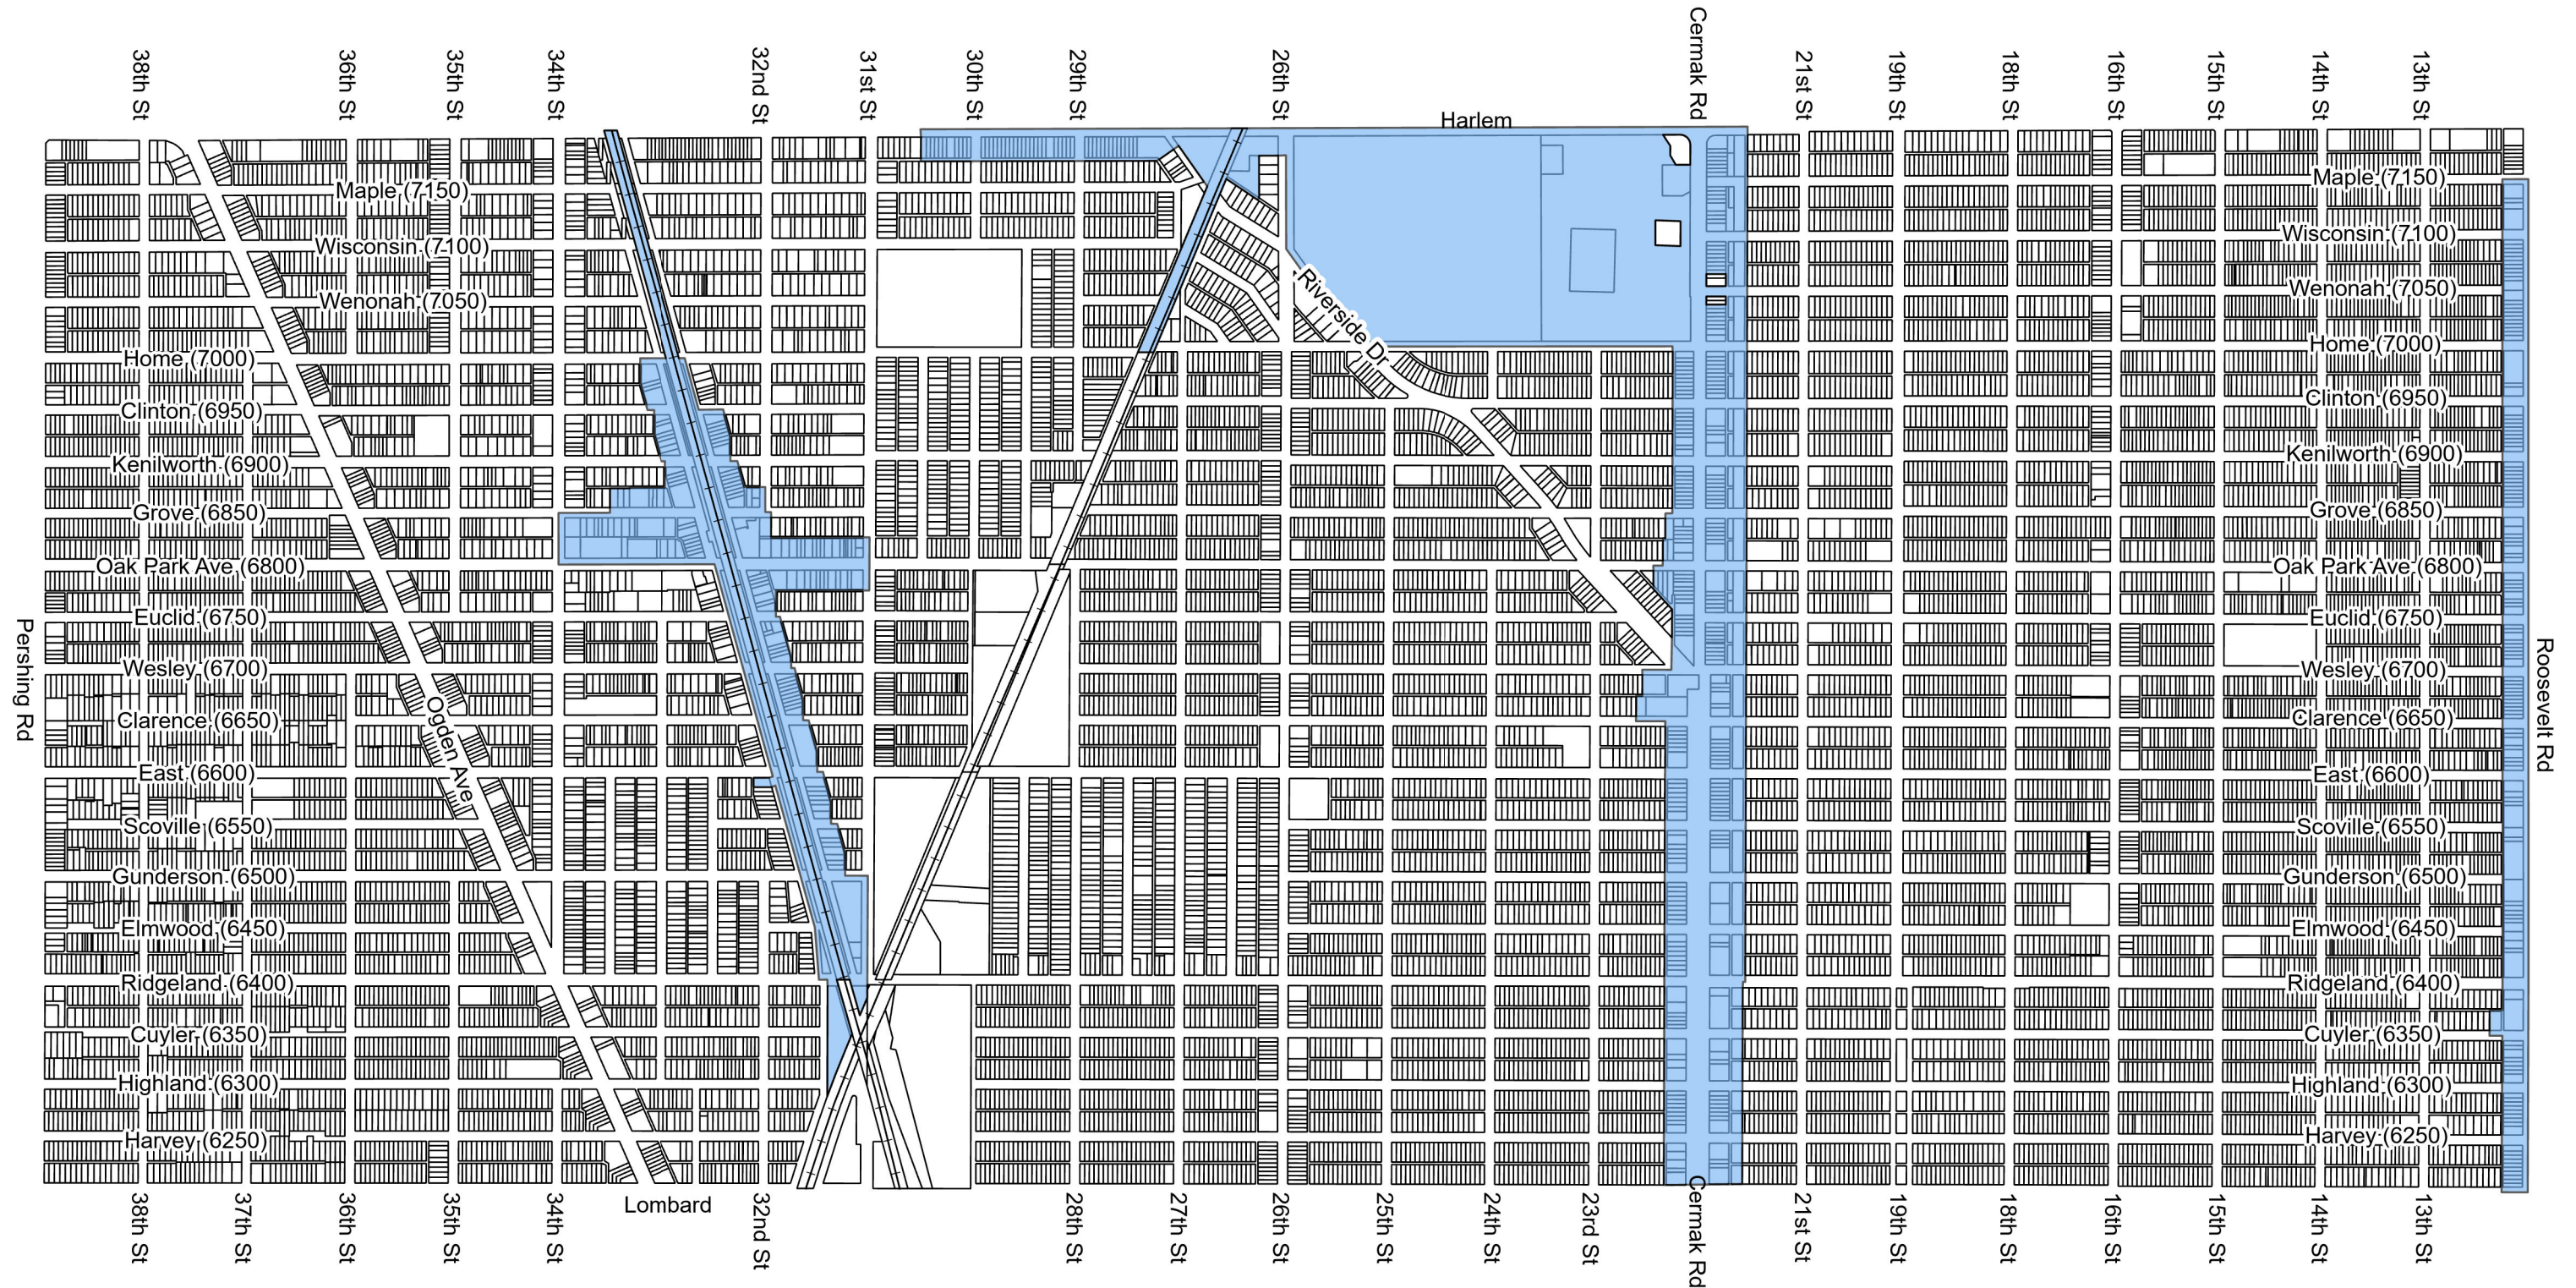 38th St
36th St
35th St
34th St
32nd St
31st St
30th St
29th St
26th St
Cermak Rd
21st St
19th St
18th St
16th St
15th St
14th St
13th St
Harlem
Maple (7150)
Wisconsin (7100)
Wenonah (7050)
Home (7000)
Clinton (6950)
Kenilworth (6900)
Grove (6850)
Oak Park Ave (6800)
Euclid (6750)
Wesley (6700)
Clarence (6650)
East (6600)
Scoville (6550)
Gunderson (6500)
Elmwood (6450)
Ridgeland (6400)
Cuyler (6350)
Highland (6300)
Harvey (6250)
Pershing Rd
Ogden Ave
Riverside Dr
Maple (7150)
Wisconsin (7100)
Wenonah (7050)
Home (7000)
Clinton (6950)
Kenilworth (6900)
Grove (6850)
Oak Park Ave (6800)
Euclid (6750)
Wesley (6700)
Clarence (6650)
East (6600)
Scoville (6550)
Gunderson (6500)
Elmwood (6450)
Ridgeland (6400)
Cuyler (6350)
Highland (6300)
Harvey (6250)
Roosevelt Rd
38th St
37th St
36th St
35th St
34th St
Lombard
32nd St
28th St
27th St
26th St
25th St
24th St
23rd St
Cermak Rd
21st St
19th St
18th St
16th St
15th St
14th St
13th St